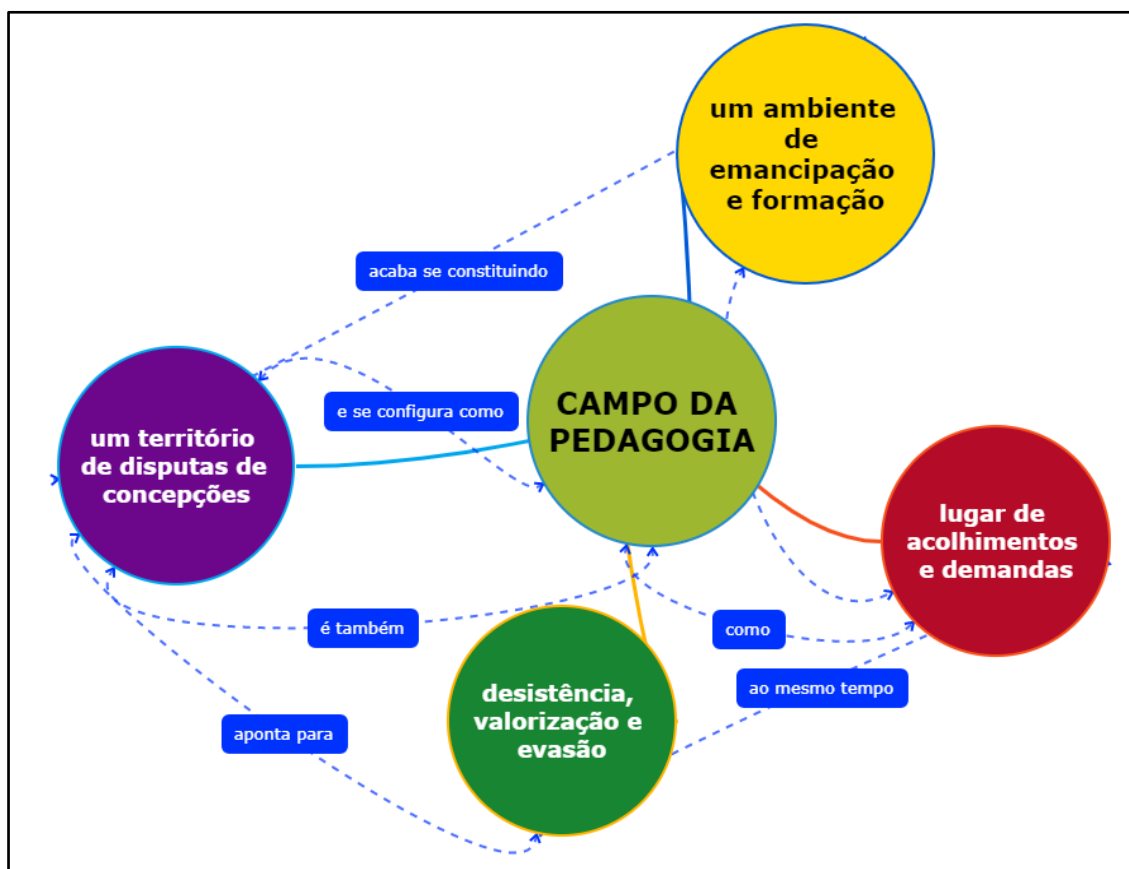 um ambiente
de
emancipação
e formação
acaba se constituindo
e se configura como
CAMPO DA
PEDAGOGIA
um território
de disputas de
concepções
lugar de
acolhimentos
e demandas
é também
como
ao mesmo tempo
desistência,
valorização e
evasão
aponta para